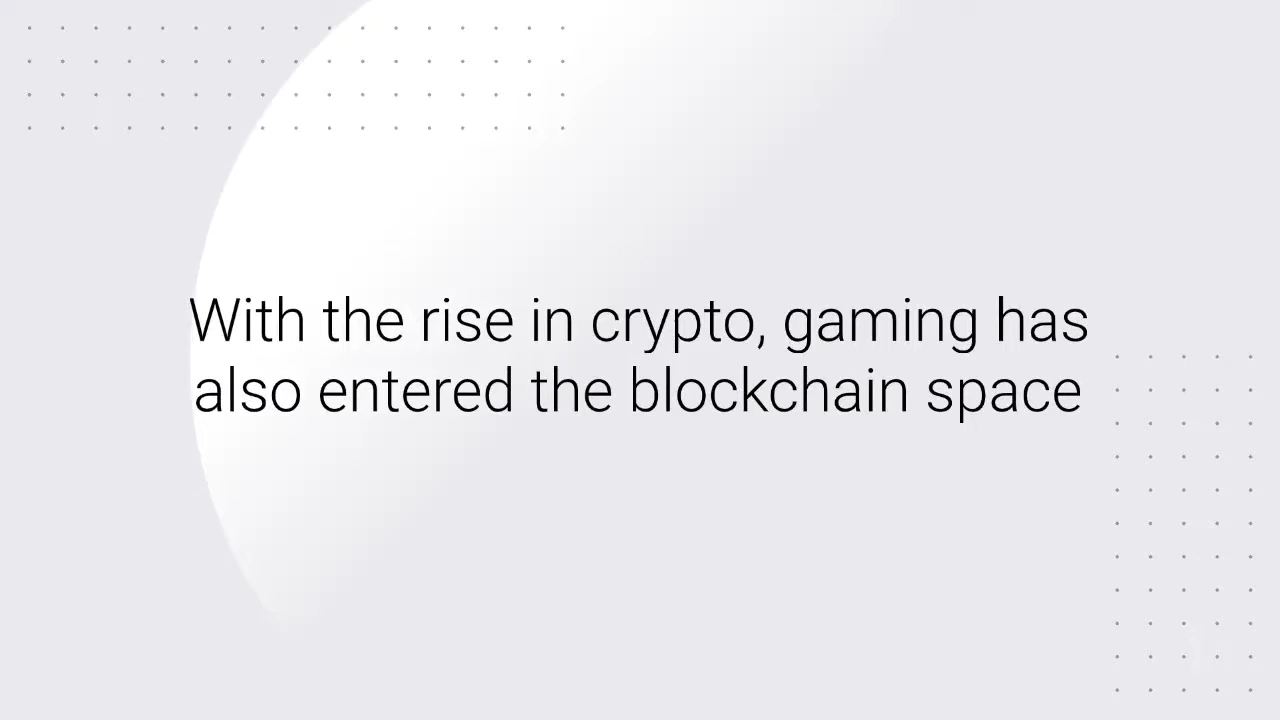 With the rise in crypto, gaming has
also entered the blockchain space